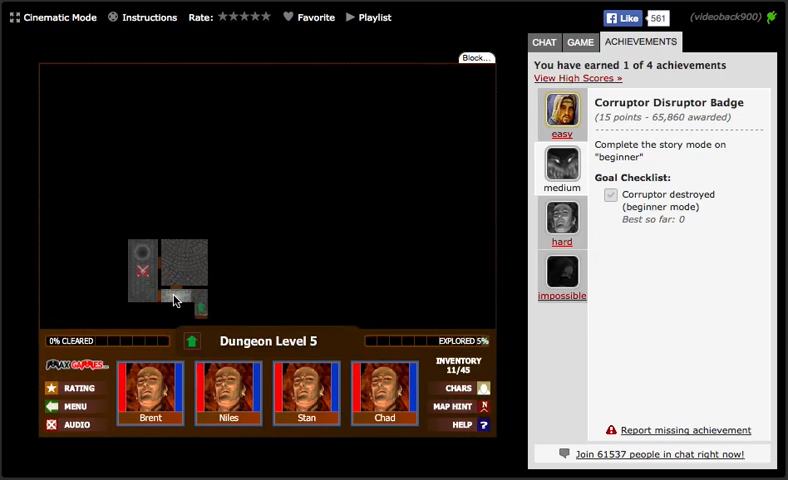 Cinematic Mode Instructions Rate: Favorite Playlist
Like 561 (videoback900)
CHAT GAME ACHIEVEMENTS
Block...
You have earned 1 of 4 achievements
View High Scores »
easy
medium
hard
impossible
Corruptor Disruptor Badge
(15 points - 65,860 awarded)
Complete the story mode on
"beginner"
Goal Checklist:
Corruptor destroyed
(beginner mode)
Best so far: 0
Report missing achievement
Join 61537 people in chat right now!
0% CLEARED Dungeon Level 5 EXPLORED 5%
MAX GAMES
RATING
MENU
AUDIO
Brent Niles Stan Chad
INVENTORY
11/45
CHARS
MAP HINT
HELP ?